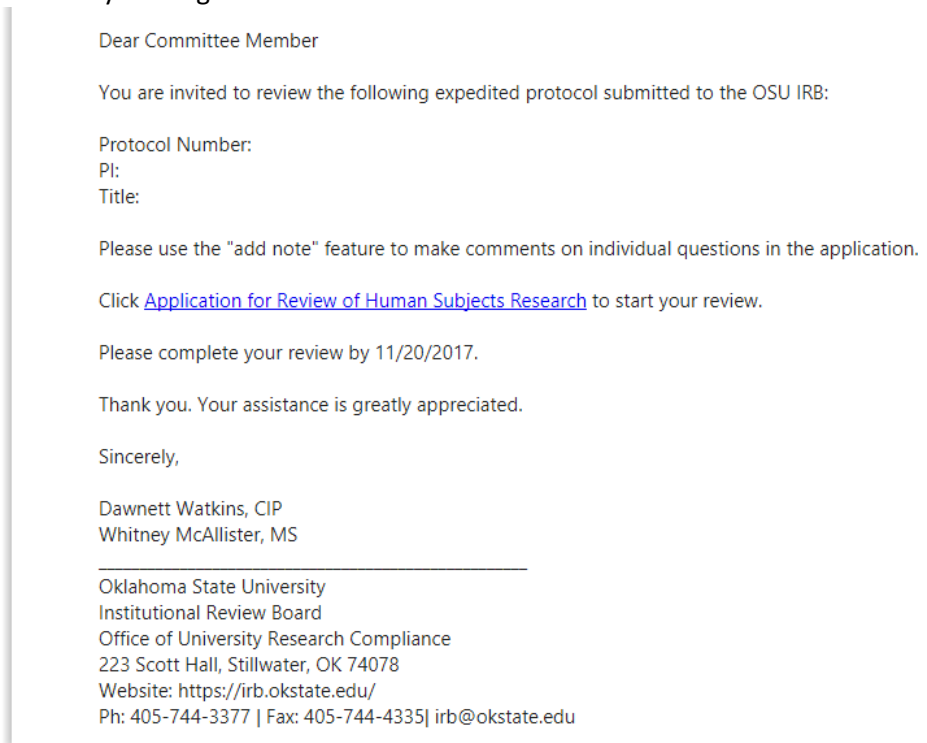 Dear Committee Member
You are invited to review the following expedited protocol submitted to the OSU IRB:
Protocol Number:
PI:
Title:
Please use the "add note" feature to make comments on individual questions in the application.
Click Application for Review of Human Subjects Research to start your review.
Please complete your review by 11/20/2017.
Thank you. Your assistance is greatly appreciated.
Sincerely,
Dawnett Watkins, CIP
Whitney McAllister, MS
Oklahoma State University
Institutional Review Board
Office of University Research Compliance
223 Scott Hall, Stillwater, OK 74078
Website: https://irb.okstate.edu/
Ph: 405-744-3377 | Fax: 405-744-4335| irb@okstate.edu